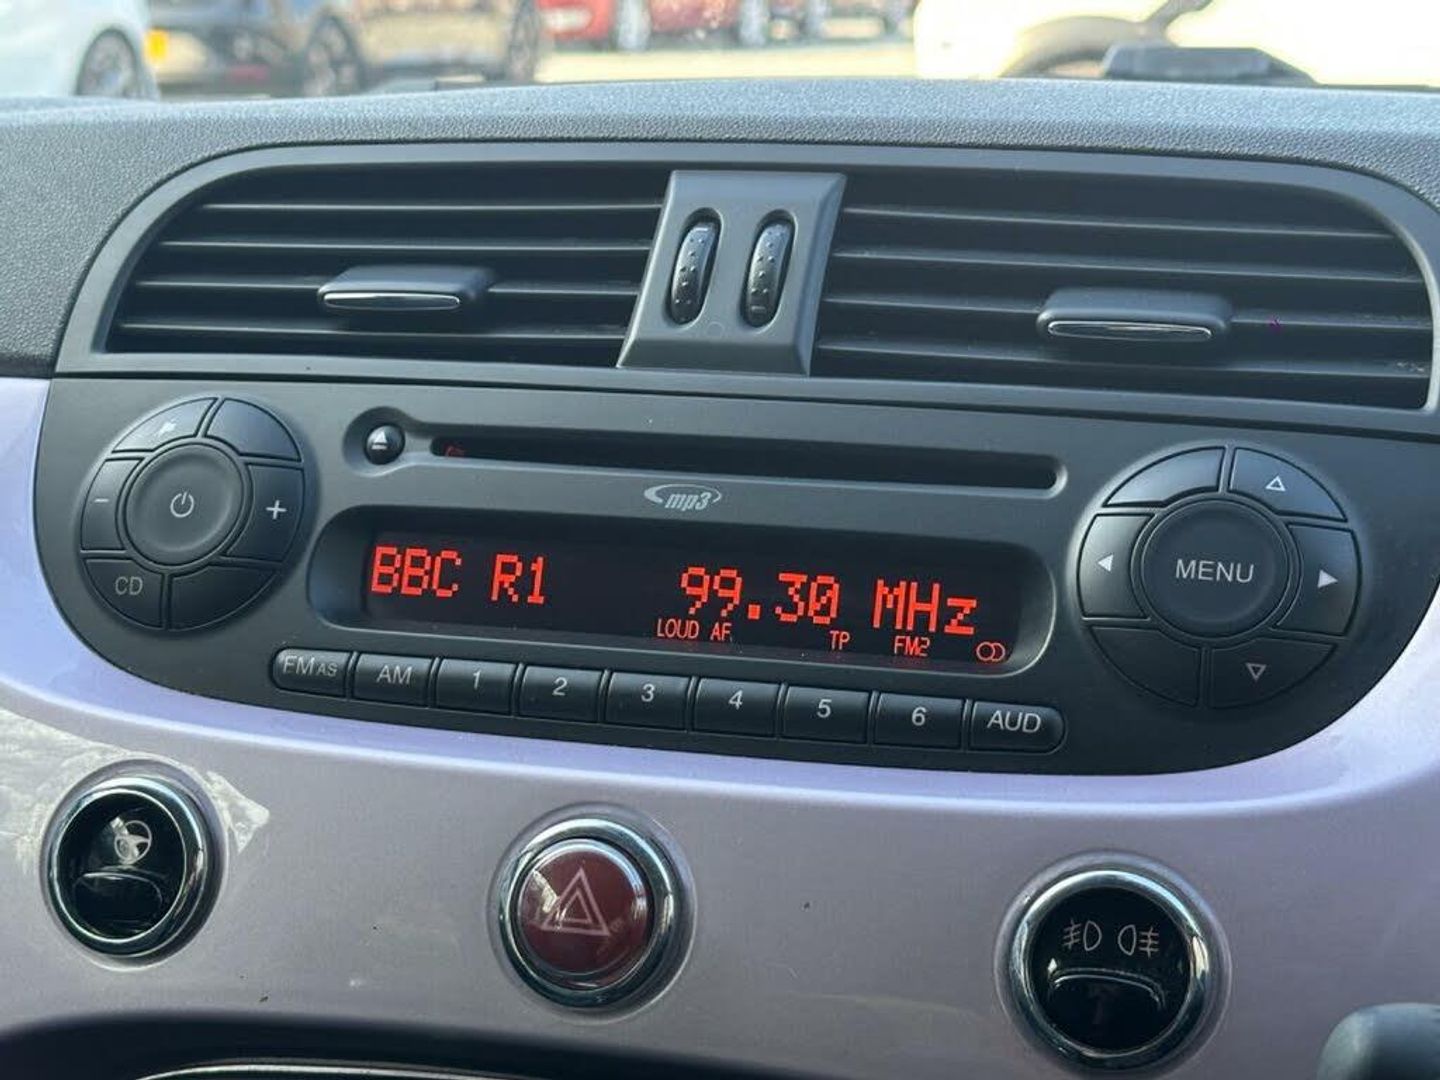 mp3
BBC R1 99.30 MHz
LOUD AF TP FM2
CD
MENU
FM AS AM 1 2 3 4 5 6 AUD